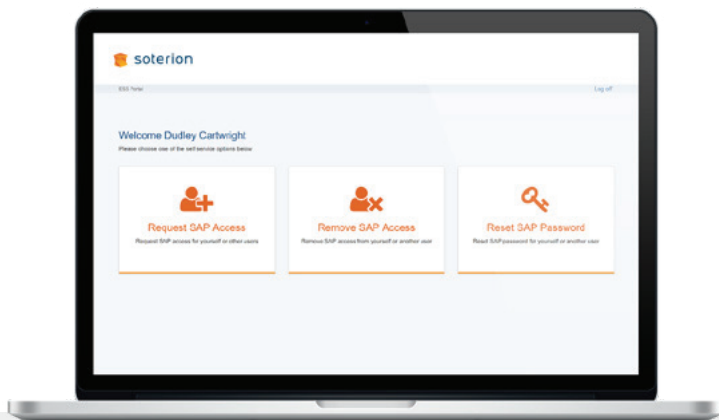 soterion
ESS Portal
Log off
Welcome Dudley Cartwright
Please choose one of the self service options below
Request SAP Access
Request SAP access for yourself or other users
Remove SAP Access
Remove SAP access from yourself or another user
Reset SAP Password
Reset SAP password for yourself or another user